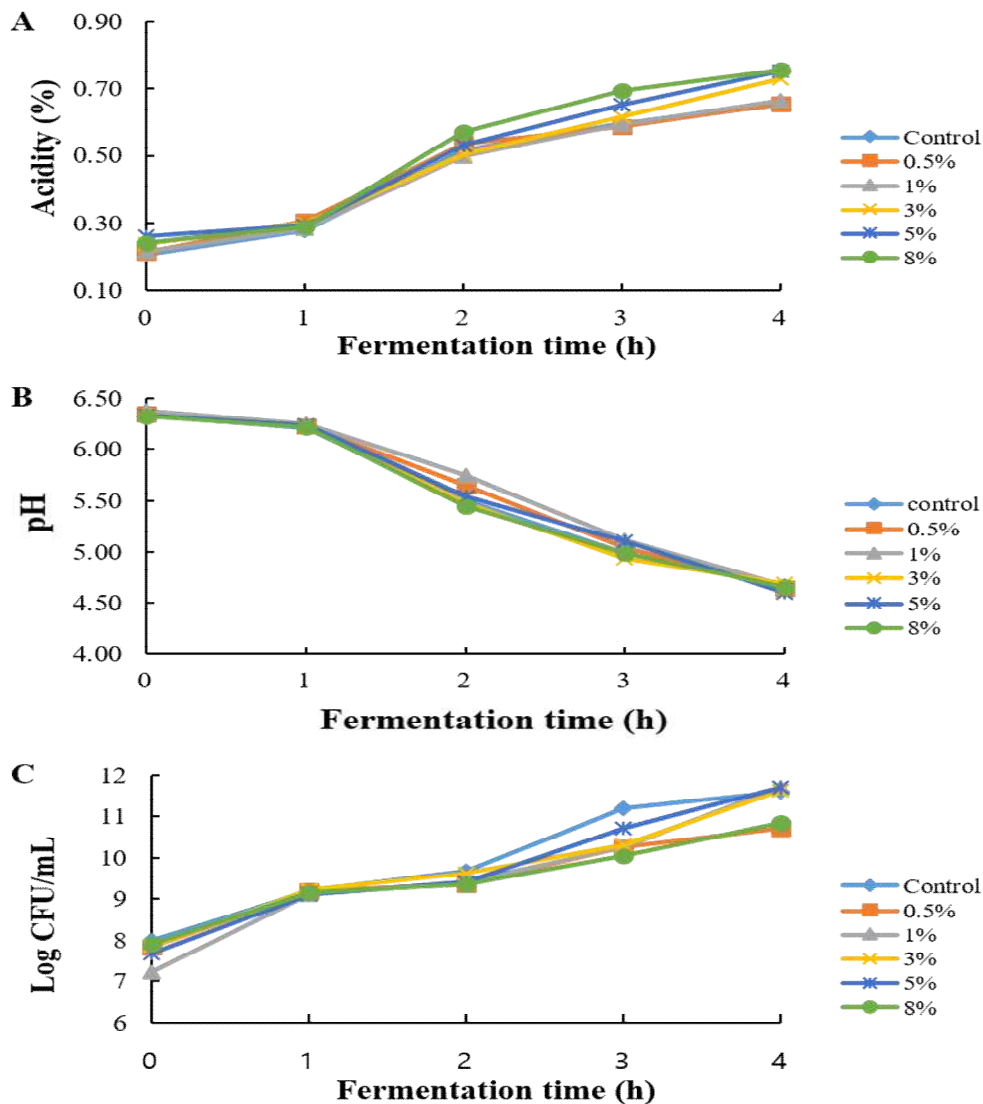 A
Acidity (%)
0.90
0.70
0.50
0.30
0.10
0 1 2 3 4
Fermentation time (h)
Control
0.5%
1%
3%
5%
8%
B
pH
6.50
6.00
5.50
5.00
4.50
4.00
0 1 2 3 4
Fermentation time (h)
control
0.5%
1%
3%
5%
8%
C
Log CFU/mL
12
11
10
9
8
7
6
0 1 2 3 4
Fermentation time (h)
Control
0.5%
1%
3%
5%
8%